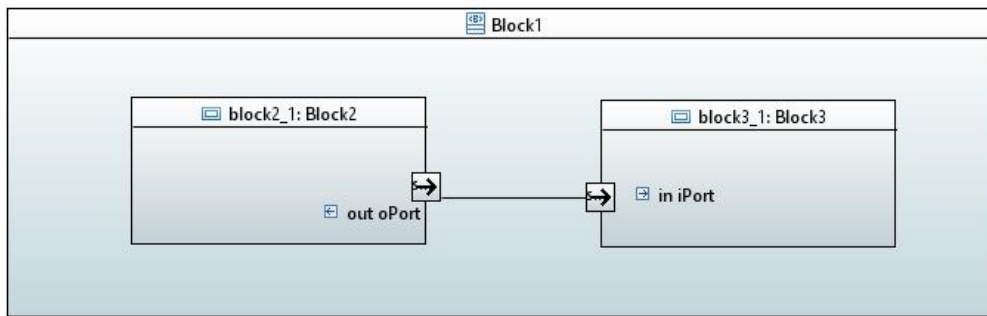 Block1
block2_1: Block2
block3_1: Block3
out oPort
in iPort